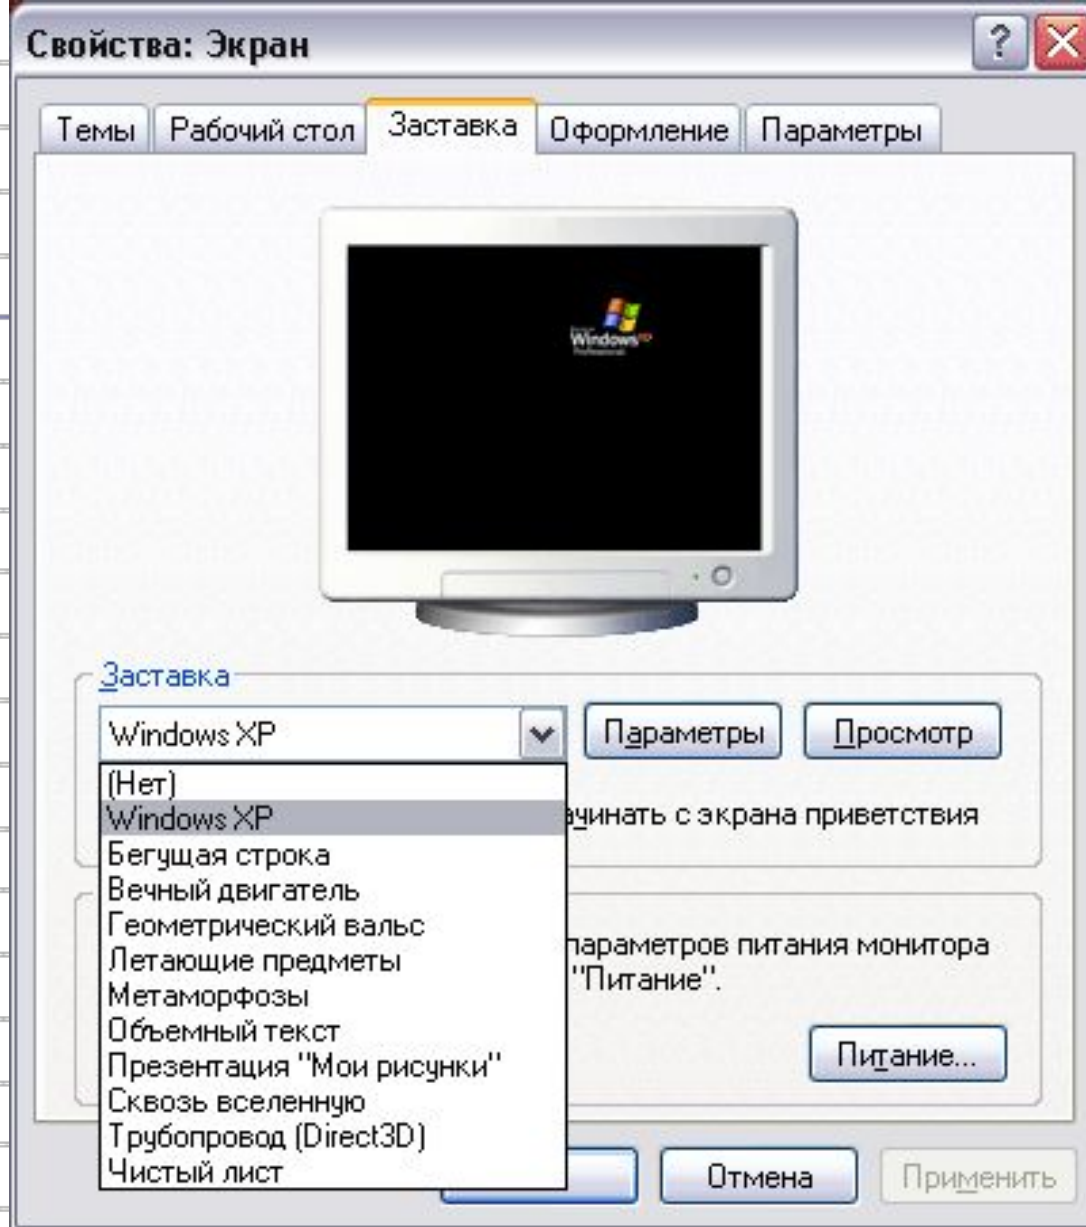 Свойства: Экран
?
Темы Рабочий стол Заставка Оформление Параметры
Windows XP
Заставка
Windows XP Параметры Просмотр
(Нет)
Windows XP
ачинать с экрана приветствия
Бегущая строка
Вечный двигатель
Геометрический вальс
параметров питания монитора
Летающие предметы
"Питание".
Метаморфозы
Объемный текст
Презентация "Мои рисунки"
Питание...
Сквозь вселенную
Трубопровод (Direct3D)
Чистый лист
Отмена Применить